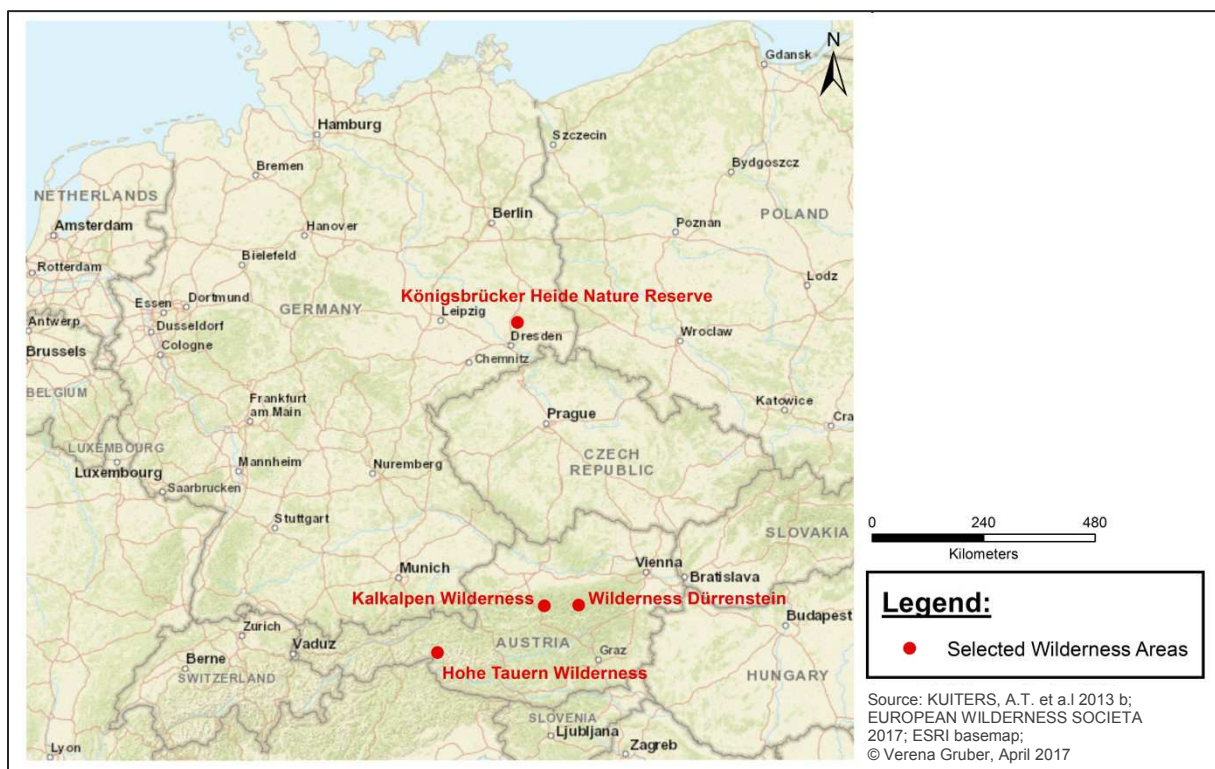 N
Gdansk
Hamburg
Szczecin
Bremen
Bydgoszcz
NETHERLANDS
Berlin
Amsterdam
Hanover
Poznan
POLAND
Bielefeld
Rotterdam
Lodz
Königsbrücker Heide Nature Reserve
Essen
Dortmund
GERMANY
Leipzig
Antwerp
Dusseldorf
Dresden
Wroclaw
Brussels
Cologne
Chemnitz
BELGIUM
Frankfurt
am Main
Katowice
Prague
Cra
LUXEMBOURG
CZECH
REPUBLIC
Luxembourg
Mannheim
Nuremberg
Saarbrucken
Stuttgart
SLOVAKIA
Vienna
Munich
Bratislava
Kalkalpen Wilderness
Wilderness Dürrenstein
Budapest
Zurich
Vaduz
AUSTRIA
Graz
Berne
SWITZERLAND
Hohe Tauern Wilderness
HUNGARY
SLOVENIA
Ljubljana
Lyon
Zagreb
0 240 480
Kilometers
Legend:
Selected Wilderness Areas
Source: KUITERS, A.T. et a.l 2013 b;
EUROPEAN WILDERNESS SOCIETA
2017; ESRI basemap;
© Verena Gruber, April 2017